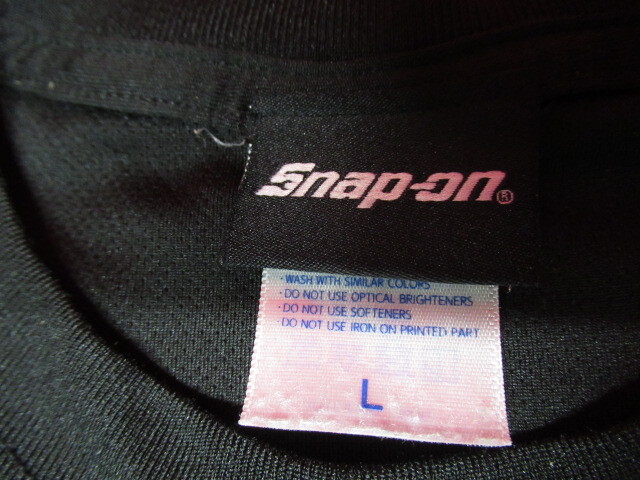 Snap-on®
· WASH WITH SIMILAR COLORS
· DO NOT USE OPTICAL BRIGHTENERS
· DO NOT USE SOFTENERS
· DO NOT USE IRON ON PRINTED PART
L